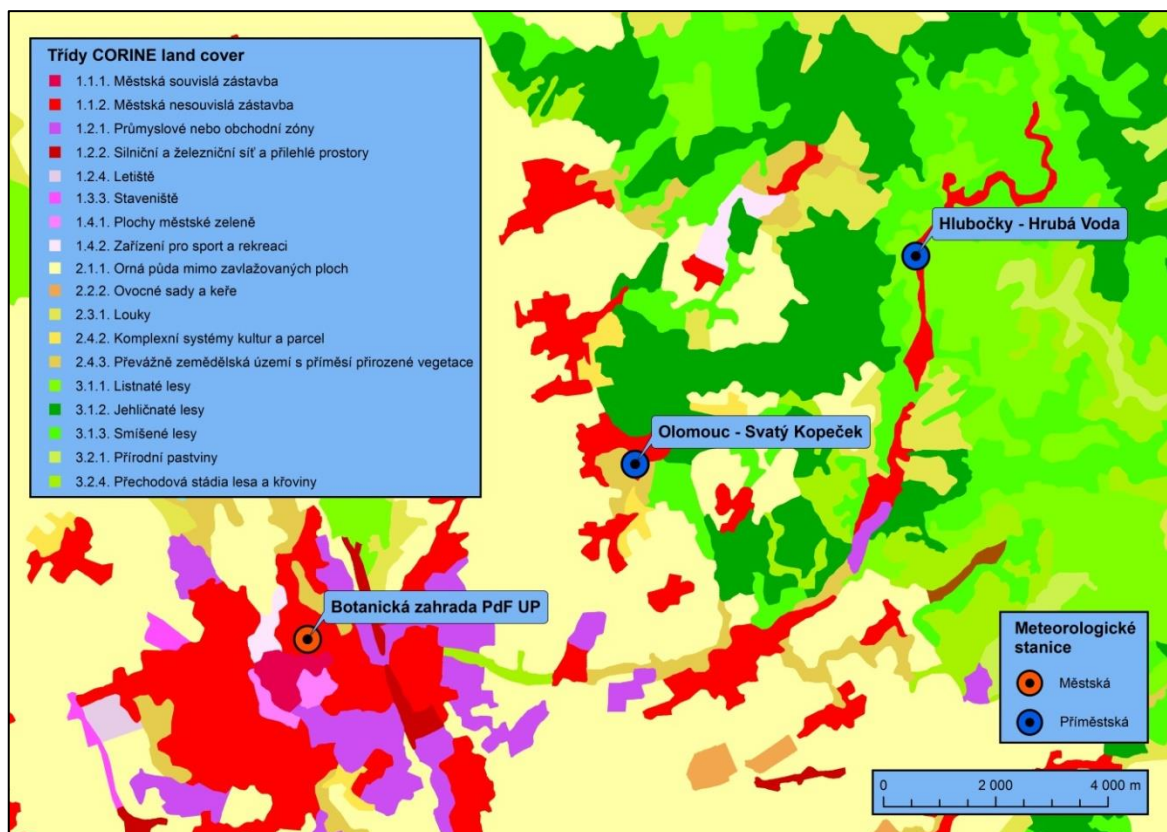 Třídy CORINE land cover
1.1.1. Městská souvislá zástavba
1.1.2. Městská nesouvislá zástavba
1.2.1. Průmyslové nebo obchodní zóny
1.2.2. Silniční a železniční síť a přilehlé prostory
1.2.4. Letiště
1.3.3. Staveniště
1.4.1. Plochy městské zeleně
1.4.2. Zařízení pro sport a rekreaci
2.1.1. Orná půda mimo zavlažovaných ploch
2.2.2. Ovocné sady a keře
2.3.1. Louky
2.4.2. Komplexní systémy kultur a parcel
2.4.3. Převážně zemědělská území s příměsí přirozené vegetace
3.1.1. Listnaté lesy
3.1.2. Jehličnaté lesy
3.1.3. Smíšené lesy
3.2.1. Přírodní pastviny
3.2.4. Přechodová stádia lesa a křoviny
Hlubočky - Hrubá Voda
Olomouc - Svatý Kopeček
Botanická zahrada PdF UP
Meteorologické
stanice
Městská
Příměstská
0 2 000 4 000 m